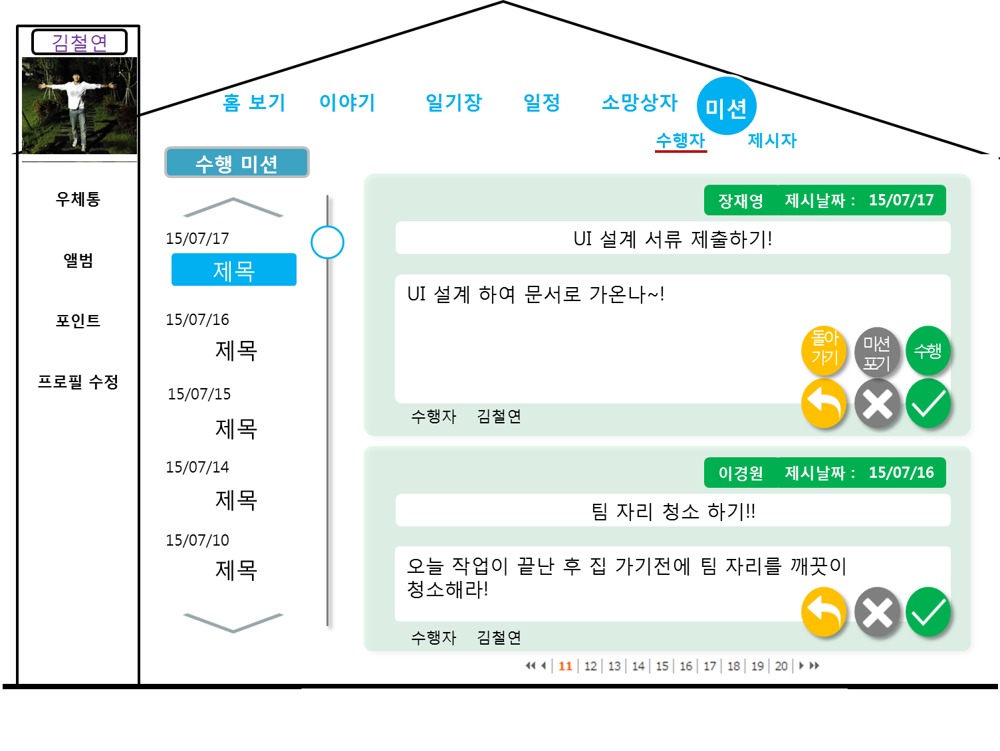 김철연
홈 보기 이야기 일기장 일정 소망상자 미션
수행자 제시자
우체통
앨범
포인트
프로필 수정
수행 미션
15/07/17
제목
15/07/16
제목
15/07/15
제목
15/07/14
제목
15/07/10
제목
장재영 제시날짜 : 15/07/17
UI 설계 서류 제출하기!
UI 설계 하여 문서로 가온나~!
돌아
가기
미션
포기
수행
수행자 김철연
이경원 제시날짜 : 15/07/16
팀 자리 청소 하기!!
오늘 작업이 끝난 후 집 가기전에 팀 자리를 깨끗이
청소해라!
수행자 김철연
11 12 13 14 15 16 17 18 19 20